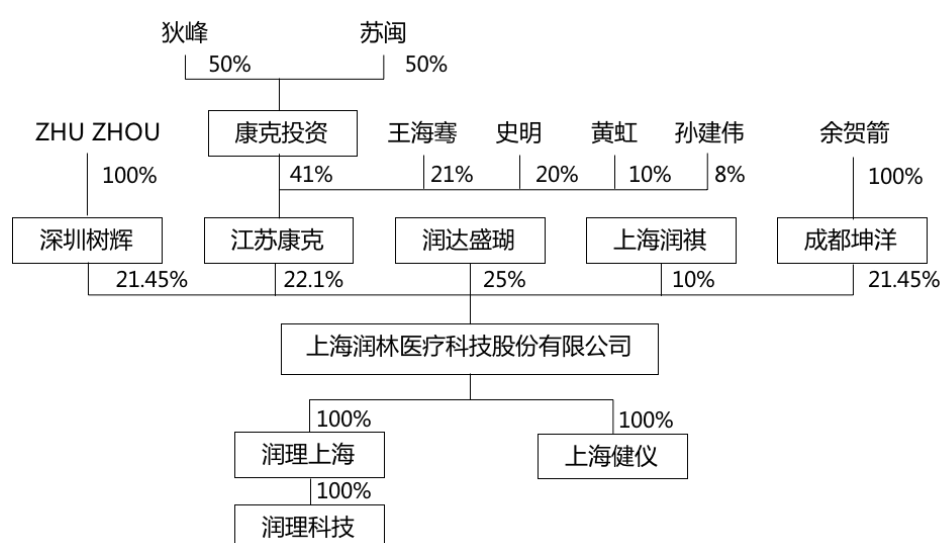 狄峰 苏闽
50% 50%
ZHU ZHOU 康克投资 王海骞 史明 黄虹 孙建伟 余贺箭
100% 41% 21% 20% 10% 8% 100%
深圳树辉 江苏康克 润达盛瑚 上海润祺 成都坤洋
21.45% 22.1% 25% 10% 21.45%
上海润林医疗科技股份有限公司
100% 100%
润理上海 上海健仪
100%
润理科技